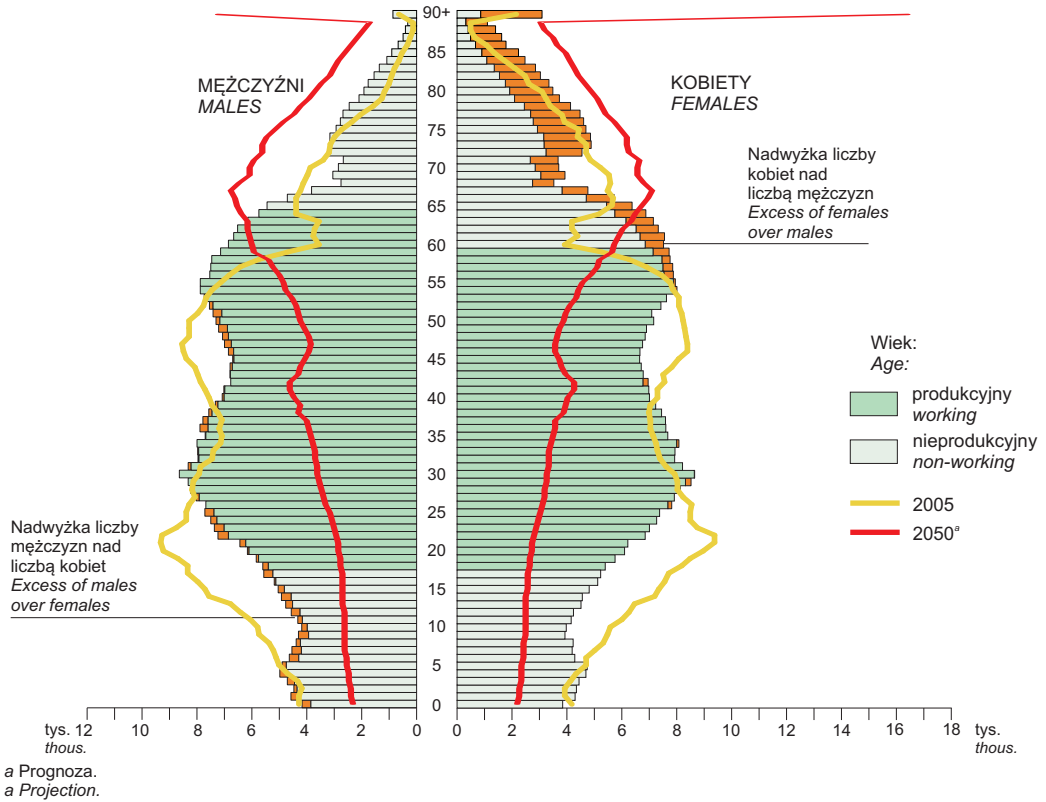 90+
85
80
75
70
65
60
55
50
45
40
35
30
25
20
15
10
5
0
MĘŻCZYŹNI
MALES
KOBIETY
FEMALES
Nadwyżka liczby
kobiet nad
liczbą mężczyzn
Excess of females
over males
Wiek:
Age:
produkcyjny
working
nieprodukcyjny
non-working
2005
2050a
Nadwyżka liczby
mężczyzn nad
liczbą kobiet
Excess of males
over females
tys. 12 10 8 6 4 2 0 0 2 4 6 8 10 12 14 16 18 tys.
thous. thous.
a Prognoza.
a Projection.